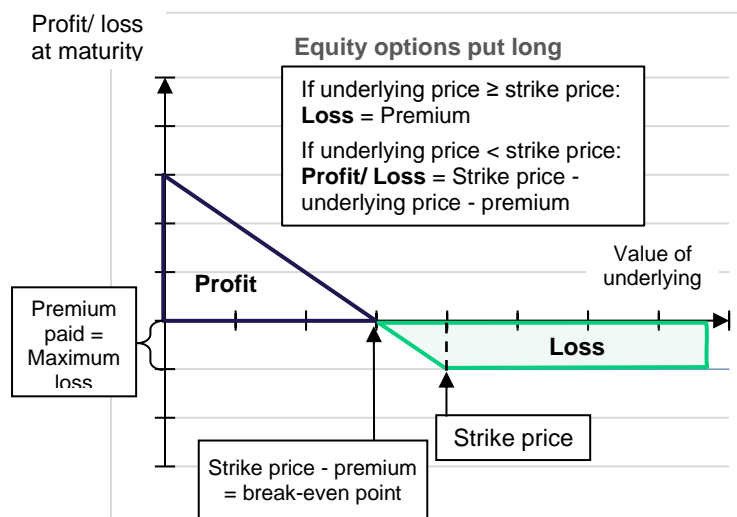 Profit/ loss
at maturity
Equity options put long
If underlying price ≥ strike price:
Loss = Premium
If underlying price < strike price:
Profit/ Loss = Strike price -
underlying price - premium
Value of
underlying
Profit
Premium
paid =
Maximum
loss
Loss
Strike price
Strike price - premium
= break-even point